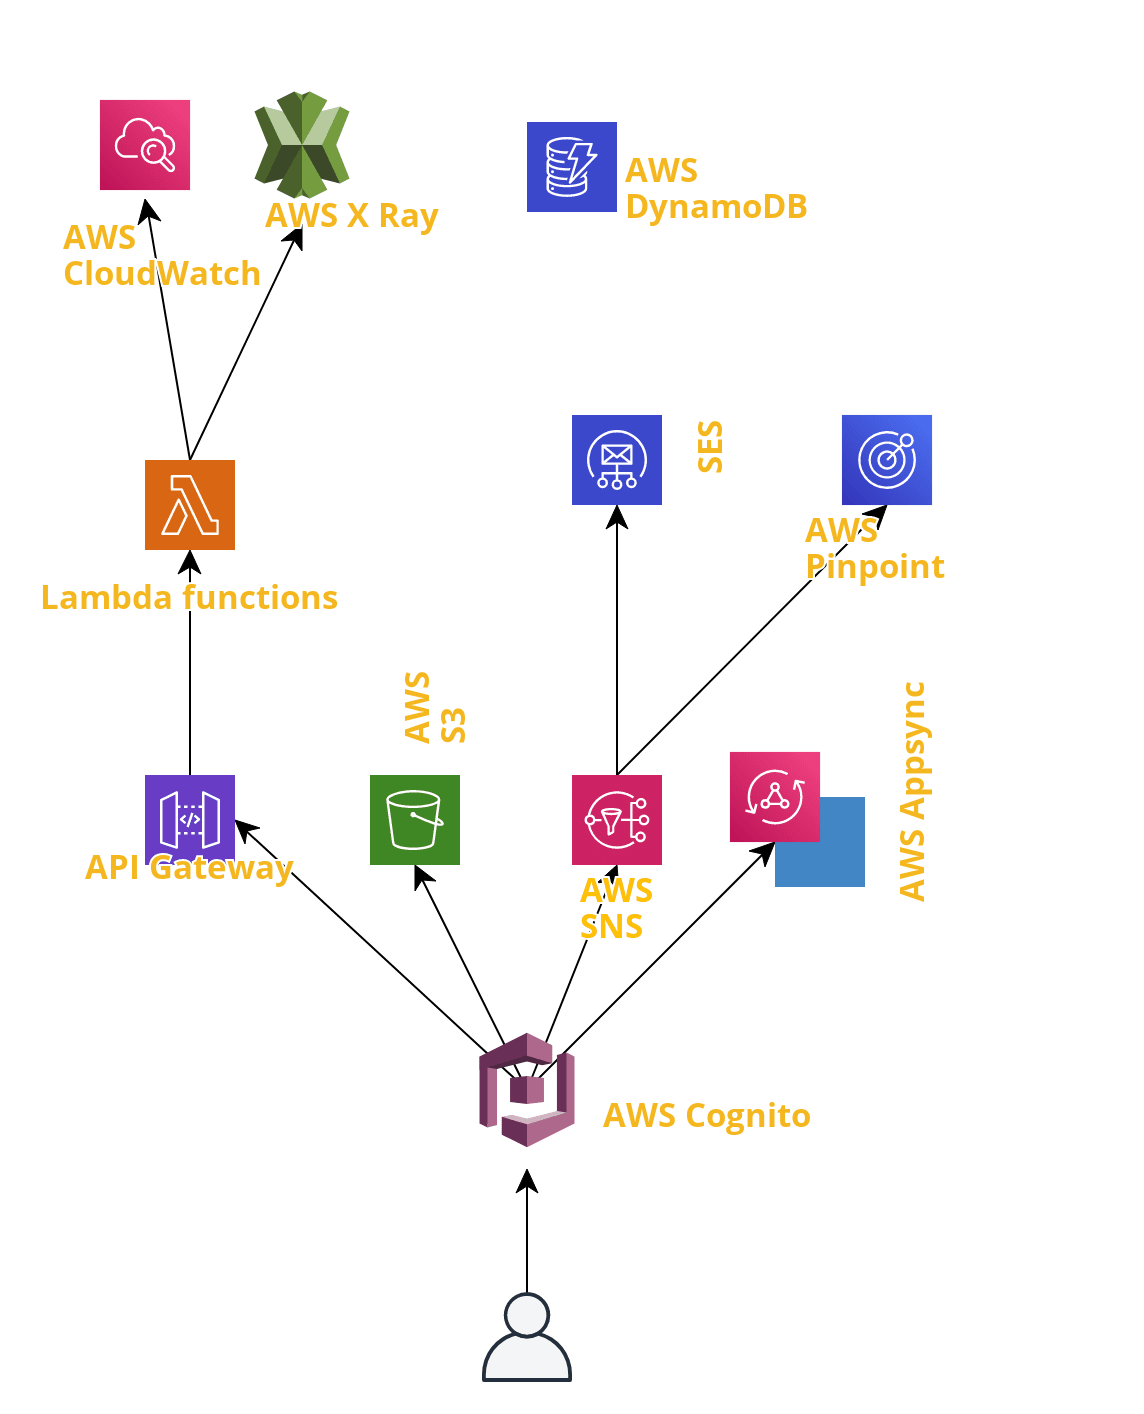 AWS X Ray
AWS
DynamoDB
AWS
CloudWatch
SES
AWS
Pinpoint
Lambda functions
AWS
S3
AWS Appsync
API Gateway
AWS
SNS
AWS Cognito